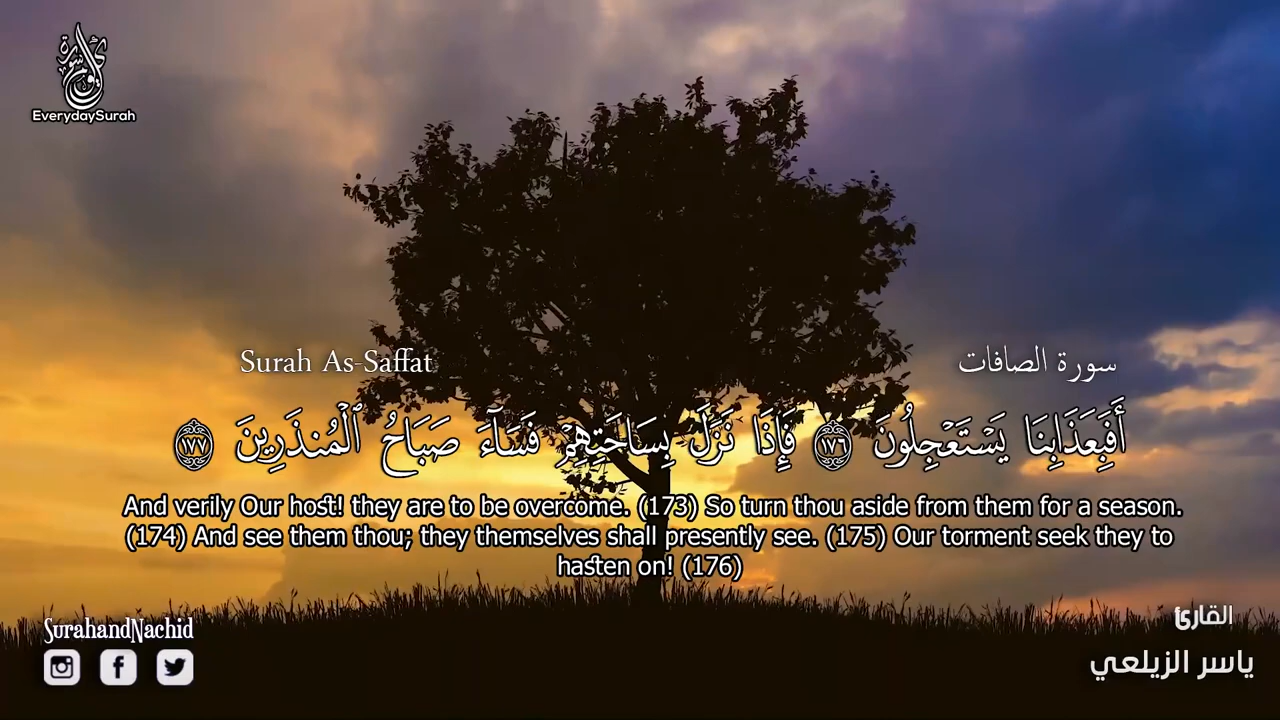 EverydaySurah
Surah As-Saffat
سورة الصافات
أَفَبِعَذَابِنَا يَسْتَعْجِلُونَ ١٧٦ فَإِذَا نَزَلَ بِسَاحَتِهِمْ فَسَآءَ صَبَاحُ ٱلْمُنذَرِينَ ١٧٧
And verily Our host! they are to be overcome. (173) So turn thou aside from them for a season.
(174) And see them thou; they themselves shall presently see. (175) Our torment seek they to
hasten on! (176)
SurahandNachid
القارئ
ياسر الزيلعي